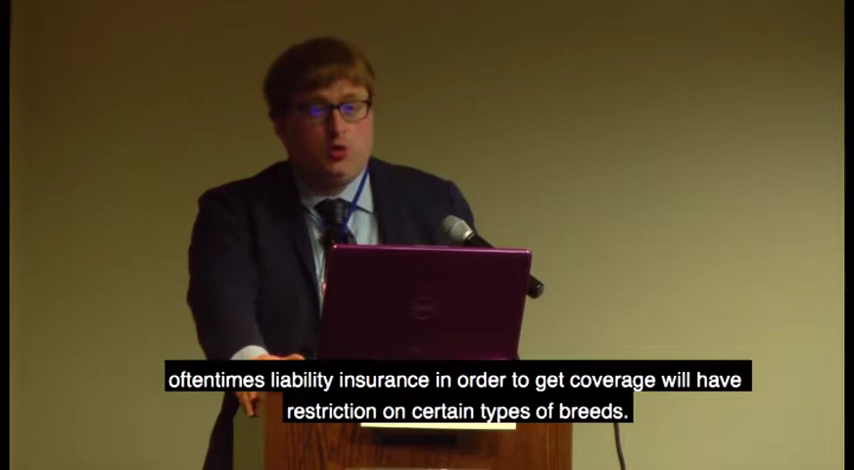 oftentimes liability insurance in order to get coverage will have
restriction on certain types of breeds.